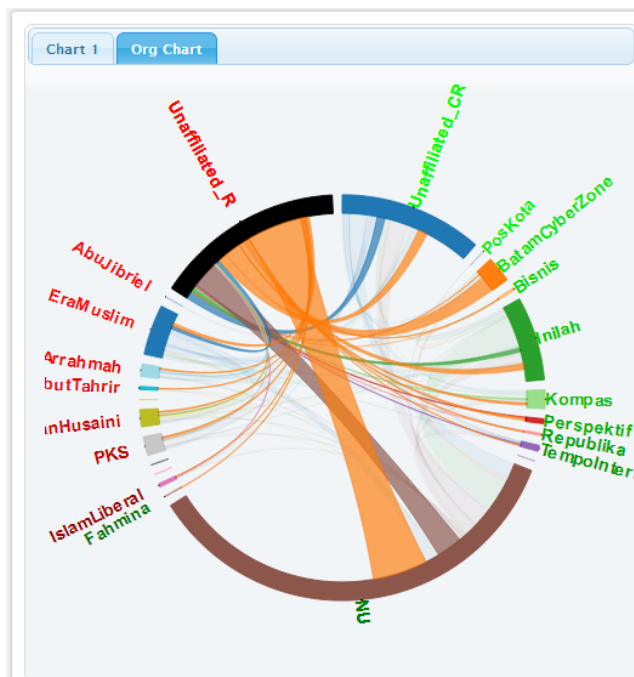 Chart 1
Org Chart
Unaffiliated_R
Unaffiliated_CR
PosKota
BatamCyberZone
Bisnis
Inilah
Kompas
Perspektif
Republika
TempoInter
AbuJibriel
EraMuslim
Arrahmah
butTahrir
anHusaini
PKS
IslamLiberal
Fahmina
NU